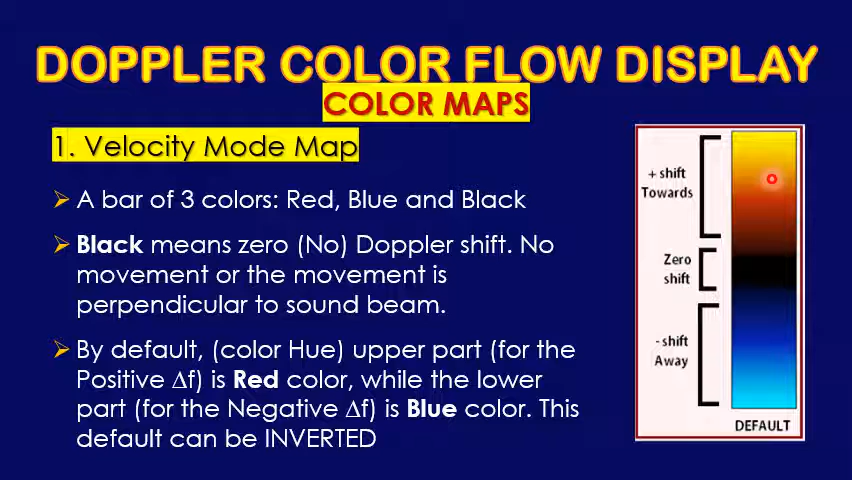 DOPPLER COLOR FLOW DISPLAY
COLOR MAPS
1. Velocity Mode Map
➢ A bar of 3 colors: Red, Blue and Black
➢ Black means zero (No) Doppler shift. No
movement or the movement is
perpendicular to sound beam.
➢ By default, (color Hue) upper part (for the
Positive ∆f) is Red color, while the lower
part (for the Negative ∆f) is Blue color. This
default can be INVERTED
+ shift
Towards
Zero
shift
- shift
Away
DEFAULT